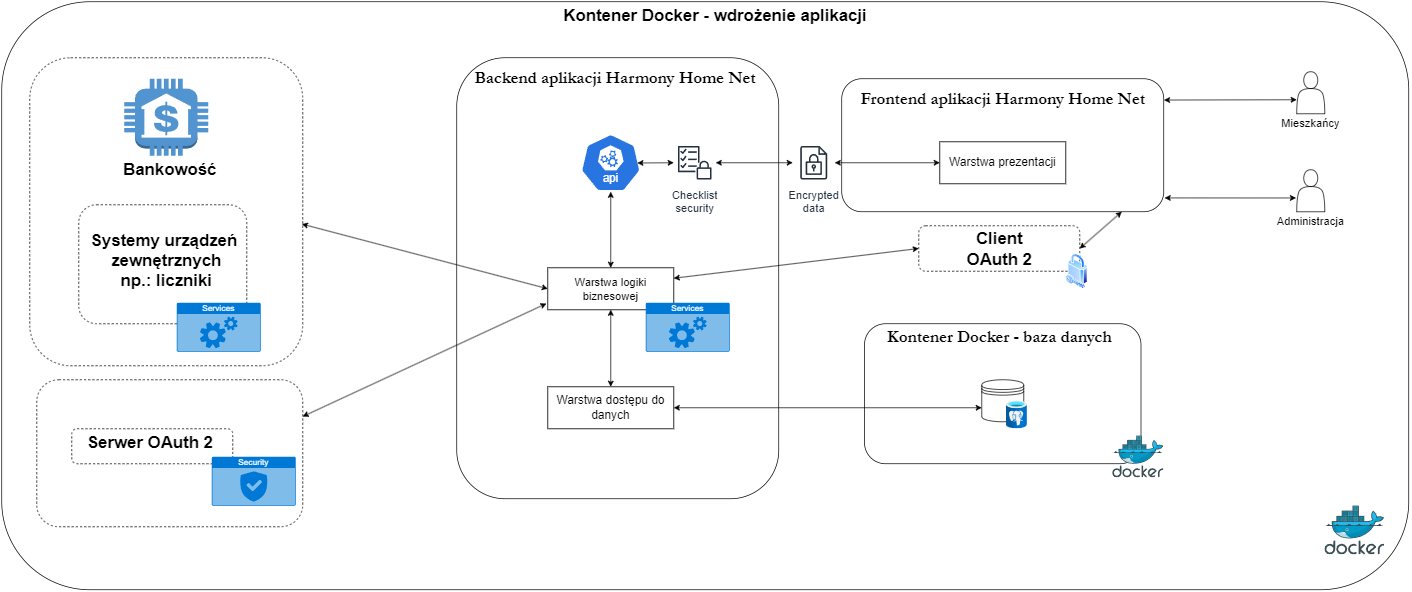 Kontener Docker - wdrożenie aplikacji
Bankowość
Systemy urządzeń
zewnętrznych
np.: liczniki
Services
Serwer OAuth 2
Security
Backend aplikacji Harmony Home Net
api
Checklist
security
Encrypted
data
Warstwa logiki
biznesowej
Services
Warstwa dostępu do
danych
Frontend aplikacji Harmony Home Net
Warstwa prezentacji
Client
OAuth 2
Kontener Docker - baza danych
docker
Mieszkańcy
Administracja
docker